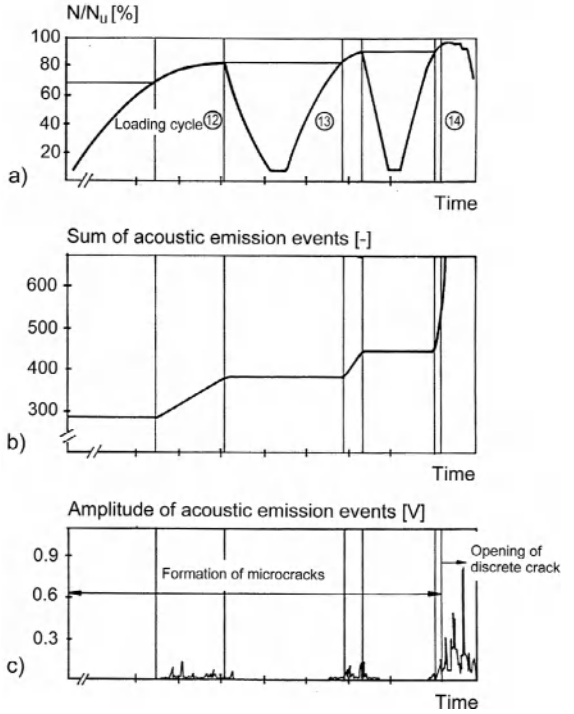 N/Nu [%]
100
80
60
40
20
Loading cycle ⑫
⑬
⑭
a)
Time
Sum of acoustic emission events [-]
600
500
400
300
b)
Time
Amplitude of acoustic emission events [V]
0.9
0.6
0.3
Formation of microcracks
Opening of
discrete crack
c)
Time